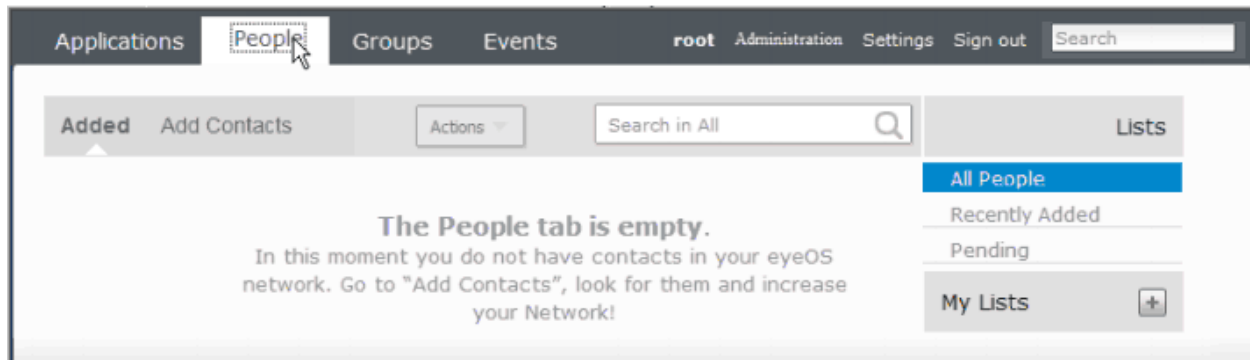 Applications People Groups Events root Administration Settings Sign out Search
Added Add Contacts Actions Search in All Lists
All People
Recently Added
Pending
My Lists +
The People tab is empty.
In this moment you do not have contacts in your eyeOS
network. Go to “Add Contacts”, look for them and increase
your Network!